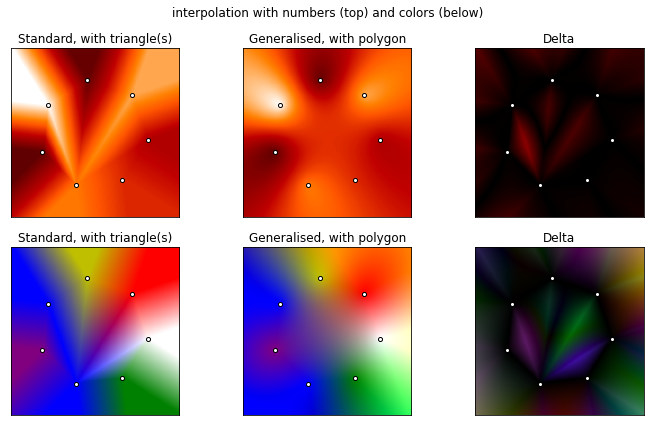 interpolation with numbers (top) and colors (below)
Standard, with triangle(s)
Generalised, with polygon
Delta
Standard, with triangle(s)
Generalised, with polygon
Delta